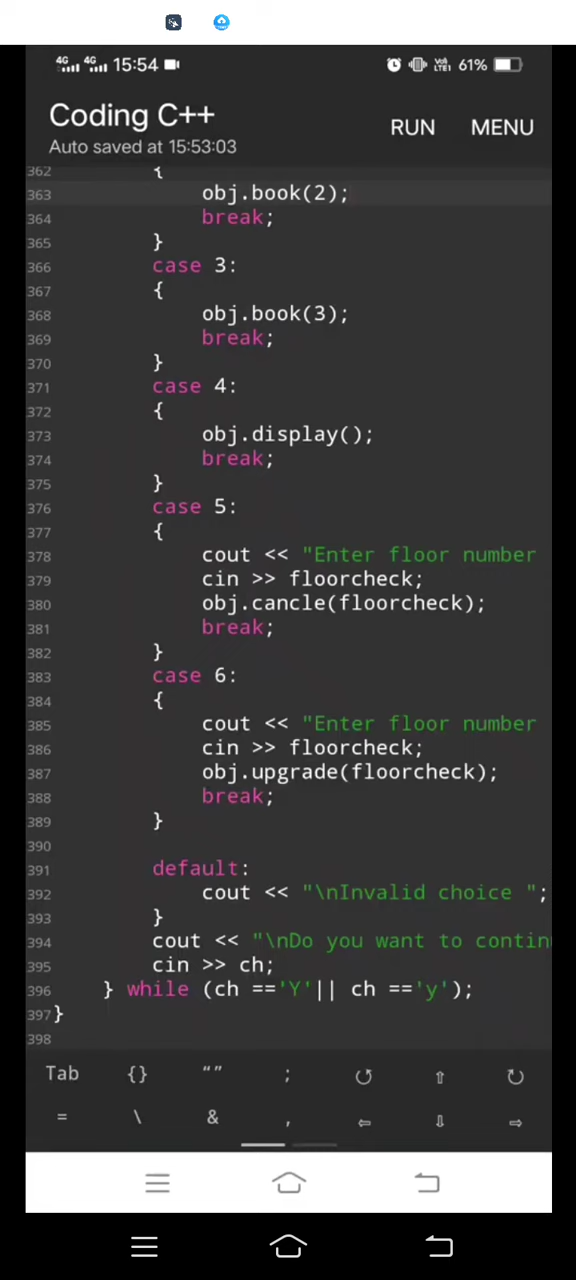 4G 4G 15:54 VoLTE1 61%
Coding C++
RUN MENU
Auto saved at 15:53:03
362 {
363 obj.book(2);
364 break;
365 }
366 case 3:
367 {
368 obj.book(3);
369 break;
370 }
371 case 4:
372 {
373 obj.display();
374 break;
375 }
376 case 5:
377 {
378 cout << "Enter floor number
379 cin >> floorcheck;
380 obj.cancle(floorcheck);
381 break;
382 }
383 case 6:
384 {
385 cout << "Enter floor number
386 cin >> floorcheck;
387 obj.upgrade(floorcheck);
388 break;
389 }
390
391 default:
392 cout << "\nInvalid choice ";
393 }
394 cout << "\nDo you want to contin
395 cin >> ch;
396 } while (ch =='Y'|| ch =='y');
397 }
398
Tab {} “” ; ↺ ⇧ ↻
= \ & , ⇦ ⇩ ⇨